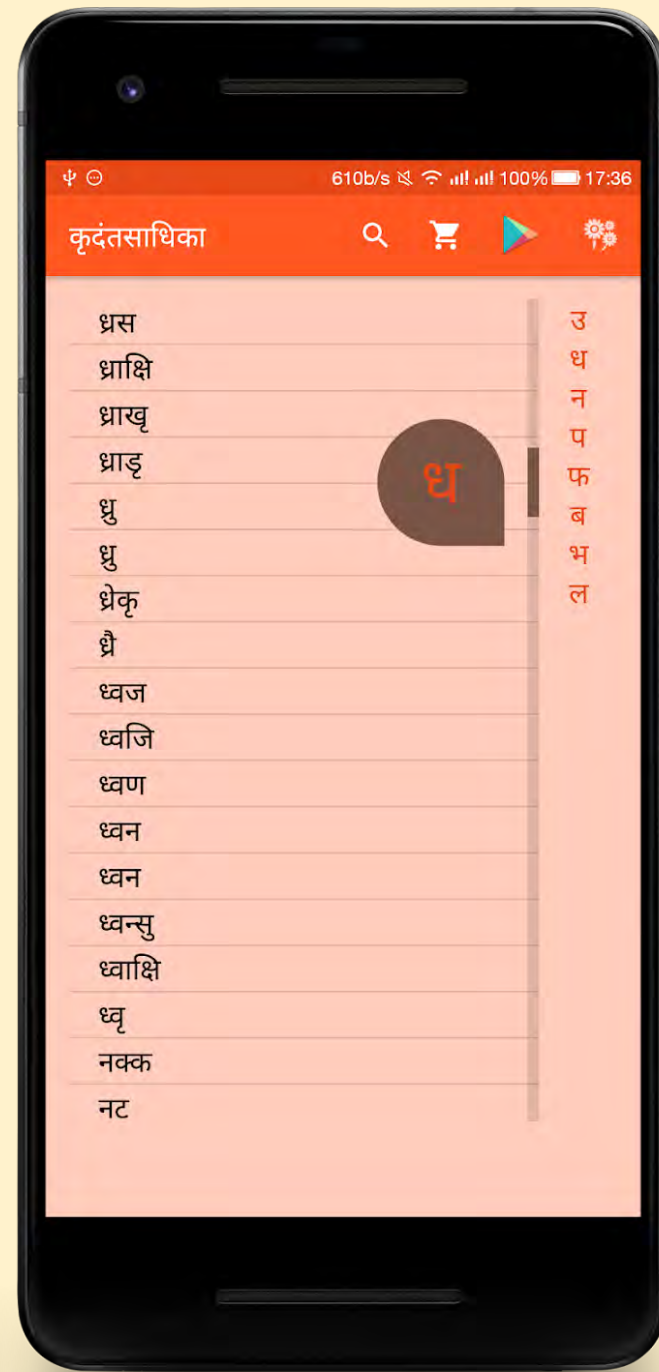 610b/s 100% 17:36
कृदंतसाधिका
ध्रस
ध्राक्षि
ध्राखृ
ध्राडृ
ध्रु
ध्रु
ध्रेकृ
ध्रै
ध्वज
ध्वजि
ध्वण
ध्वन
ध्वन
ध्वन्सु
ध्वाक्षि
ध्वृ
नक्क
नट
ध
उ
ध
न
प
फ
ब
भ
ल